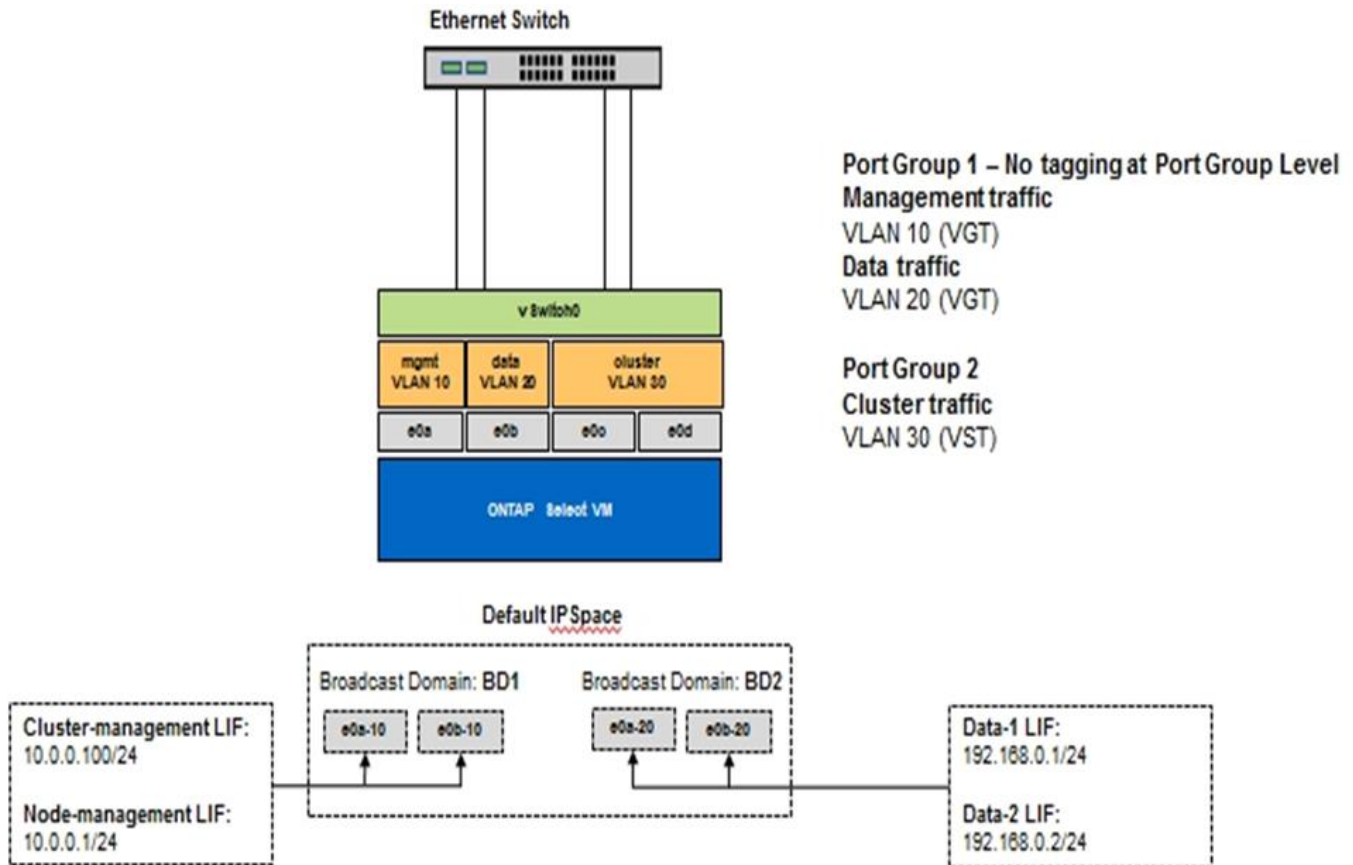 Ethernet Switch
Port Group 1 – No tagging at Port Group Level
Management traffic
VLAN 10 (VGT)
Data traffic
VLAN 20 (VGT)
Port Group 2
Cluster traffic
VLAN 30 (VST)
vSwitch0
mgmt
VLAN 10
data
VLAN 20
cluster
VLAN 30
e0a
e0b
e0c
e0d
ONTAP Select VM
Default IPSpace
Broadcast Domain: BD1
Broadcast Domain: BD2
e0a-10
e0b-10
e0a-20
e0b-20
Cluster-management LIF:
10.0.0.100/24
Node-management LIF:
10.0.0.1/24
Data-1 LIF:
192.168.0.1/24
Data-2 LIF:
192.168.0.2/24